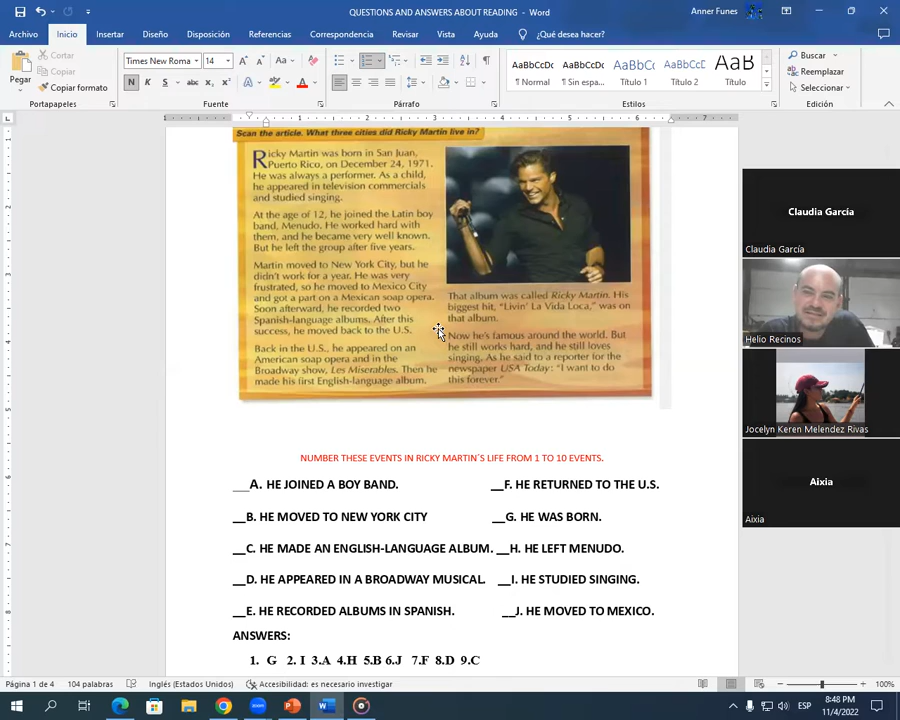 QUESTIONS AND ANSWERS ABOUT READING - Word
Anner Funes
Archivo Inicio Insertar Diseño Disposición Referencias Correspondencia Revisar Vista Ayuda ¿Qué desea hacer?
Pegar
Cortar
Copiar
Copiar formato
Portapapeles
Times New Roma 14
N K S abc x₂ x²
Fuente
Párrafo
AaBbCcDc AaBbCcDc AaBbCc AaBbCcD AaB
¶ Normal ¶ Sin espa... Título 1 Título 2 Título
Estilos
Buscar
Reemplazar
Seleccionar
Edición
Scan the article. What three cities did Ricky Martin live in?
Ricky Martin was born in San Juan,
Puerto Rico, on December 24, 1971.
He was always a performer. As a child,
he appeared in television commercials
and studied singing.
At the age of 12, he joined the Latin boy
band, Menudo. He worked hard with
them, and he became very well known.
But he left the group after five years.
Martin moved to New York City, but he
didn't work for a year. He was very
frustrated, so he moved to Mexico City
and got a part on a Mexican soap opera.
Soon afterward, he recorded two
Spanish-language albums. After this
success, he moved back to the U.S.
Back in the U.S., he appeared on an
American soap opera and in the
Broadway show, Les Miserables. Then he
made his first English-language album.
That album was called Ricky Martin. His
biggest hit, "Livin' La Vida Loca," was on
that album.
Now he's famous around the world. But
he still works hard, and he still loves
singing. As he said to a reporter for the
newspaper USA Today: "I want to do
this forever."
NUMBER THESE EVENTS IN RICKY MARTIN´S LIFE FROM 1 TO 10 EVENTS.
___A. HE JOINED A BOY BAND. __F. HE RETURNED TO THE U.S.
__B. HE MOVED TO NEW YORK CITY __G. HE WAS BORN.
__C. HE MADE AN ENGLISH-LANGUAGE ALBUM. __H. HE LEFT MENUDO.
__D. HE APPEARED IN A BROADWAY MUSICAL. __I. HE STUDIED SINGING.
__E. HE RECORDED ALBUMS IN SPANISH. __J. HE MOVED TO MEXICO.
ANSWERS:
1. G 2. I 3.A 4.H 5.B 6.J 7.F 8.D 9.C
Claudia García
Claudia García
Helio Recinos
Jocelyn Keren Melendez Rivas
Aixia
Aixia
Página 1 de 4 104 palabras Inglés (Estados Unidos) Accesibilidad: es necesario investigar 100%
ESP 8:48 PM
11/4/2022